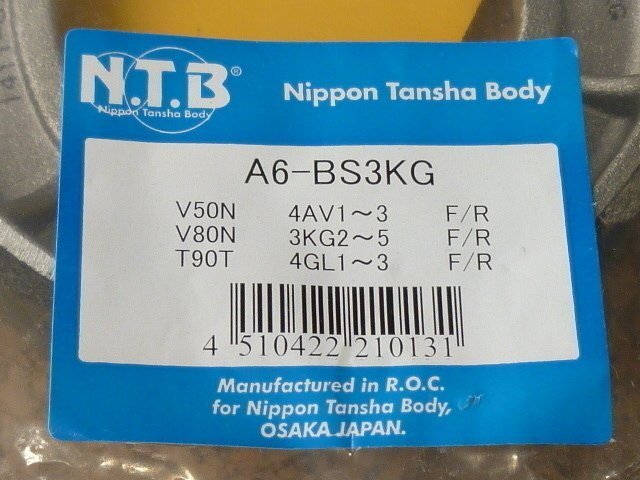 N.T.B®
Nippon Tansha Body
Nippon Tansha Body
A6-BS3KG
V50N 4AV1～3 F/R
V80N 3KG2～5 F/R
T90T 4GL1～3 F/R
4 510422 210131
Manufactured in R.O.C.
for Nippon Tansha Body,
OSAKA JAPAN.